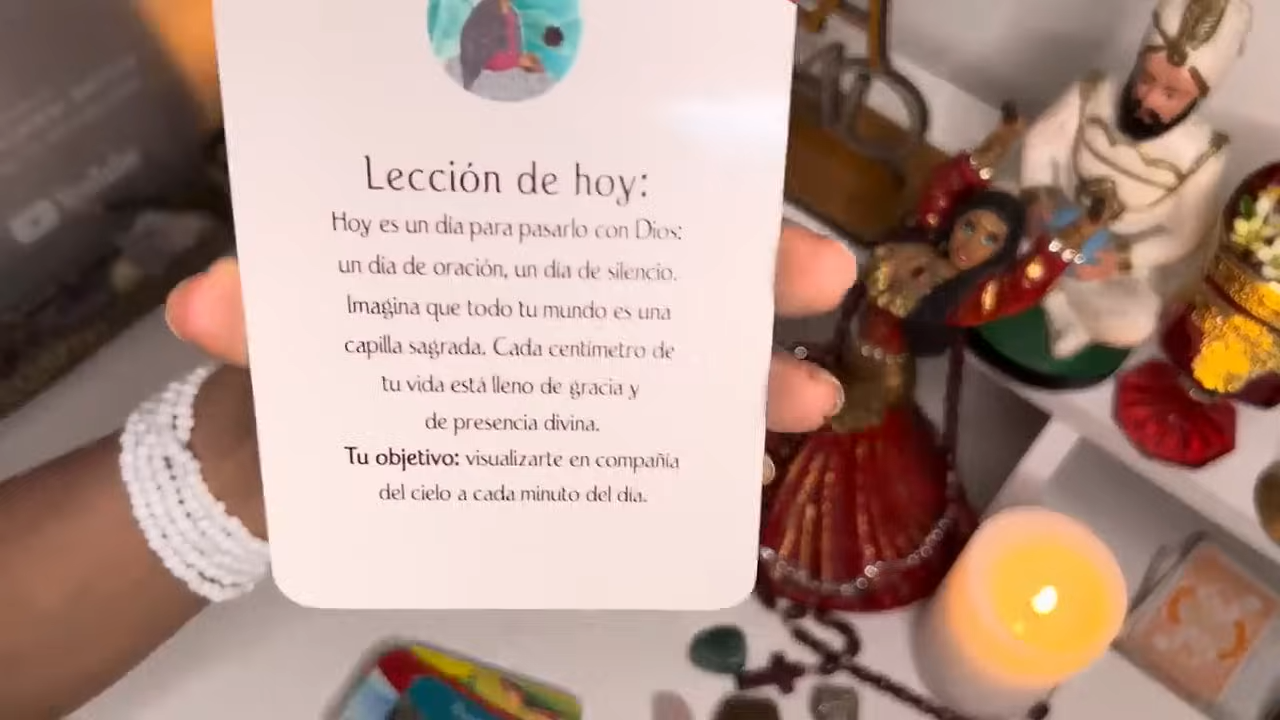 Lección de hoy:
Hoy es un día para pasarlo con Dios:
un día de oración, un día de silencio.
Imagina que todo tu mundo es una
capilla sagrada. Cada centímetro de
tu vida está lleno de gracia y
de presencia divina.
Tu objetivo: visualizarte en compañía
del cielo a cada minuto del día.